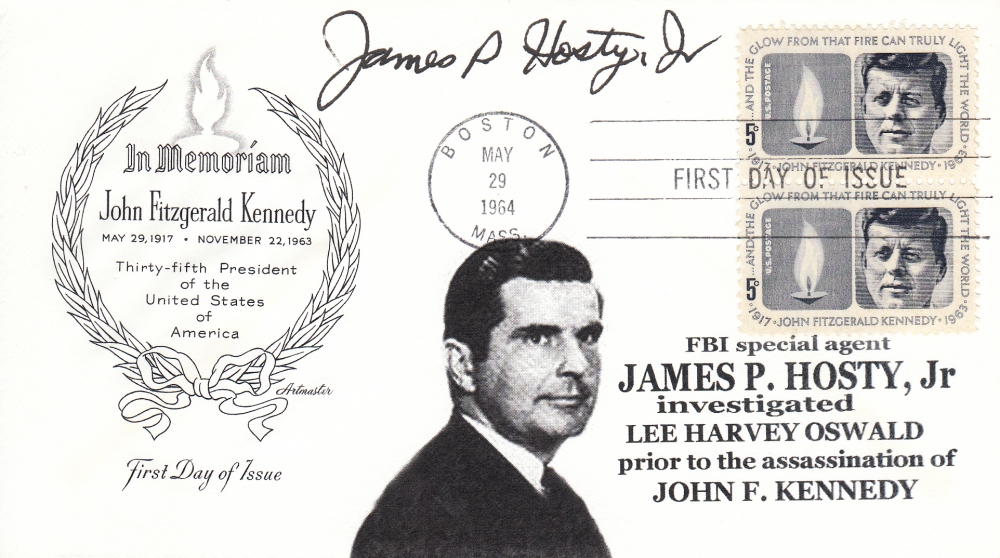 James P Hosty, Jr
In Memoriam
John Fitzgerald Kennedy
MAY 29, 1917 • NOVEMBER 22, 1963
Thirty-fifth President
of the
United States
of
America
Artmaster
First Day of Issue
BOSTON
MAY
29
1964
MASS.
FIRST DAY OF ISSUE
...AND THE GLOW FROM THAT FIRE CAN TRULY LIGHT THE WORLD
U.S. POSTAGE
5c
1917 • JOHN FITZGERALD KENNEDY • 1963
...AND THE GLOW FROM THAT FIRE CAN TRULY LIGHT THE WORLD
U.S. POSTAGE
5c
1917 • JOHN FITZGERALD KENNEDY • 1963
FBI special agent
JAMES P. HOSTY, Jr
investigated
LEE HARVEY OSWALD
prior to the assassination of
JOHN F. KENNEDY